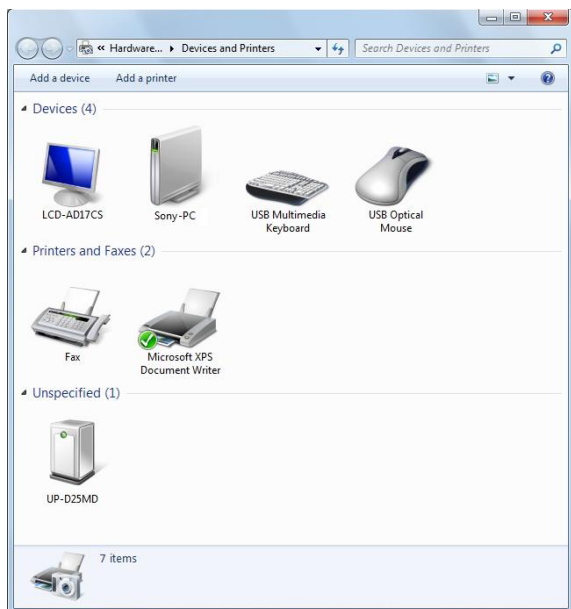 « Hardware... ▸ Devices and Printers
Search Devices and Printers
Add a device Add a printer
Devices (4)
LCD-AD17CS Sony-PC USB Multimedia Keyboard USB Optical Mouse
Printers and Faxes (2)
Fax Microsoft XPS Document Writer
Unspecified (1)
UP-D25MD
7 items